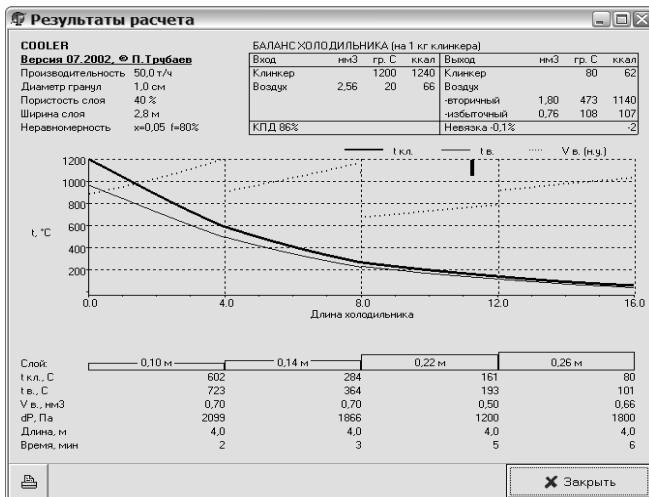 Результаты расчета
COOLER
Версия 07.2002, © П.Трубаев
Производительность 50,0 т/ч
Диаметр гранул 1,0 см
Пористость слоя 40 %
Ширина слоя 2,8 м
Неравномерность x=0,05 f=80%
БАЛАНС ХОЛОДИЛЬНИКА (на 1 кг клинкера)
Вход нм3 гр. С ккал Выход нм3 гр. С ккал
Клинкер 1200 1240 Клинкер 80 62
Воздух 2,56 20 66 Воздух
-вторичный 1,80 473 1140
-избыточный 0,76 108 107
КПД 86% Невязка -0,1% -2
t кл. t в. V в. (н.у.)
1200
1000
800
t, °C
600
400
200
0.0 4.0 8.0 12.0 16.0
Длина холодильника
Слой: 0,10 м 0,14 м 0,22 м 0,26 м
t кл., С 602 284 161 80
t в., С 723 364 193 101
V в., нм3 0,70 0,70 0,50 0,66
dP, Па 2099 1866 1200 1800
Длина, м 4,0 4,0 4,0 4,0
Время, мин 2 3 5 6
Закрыть